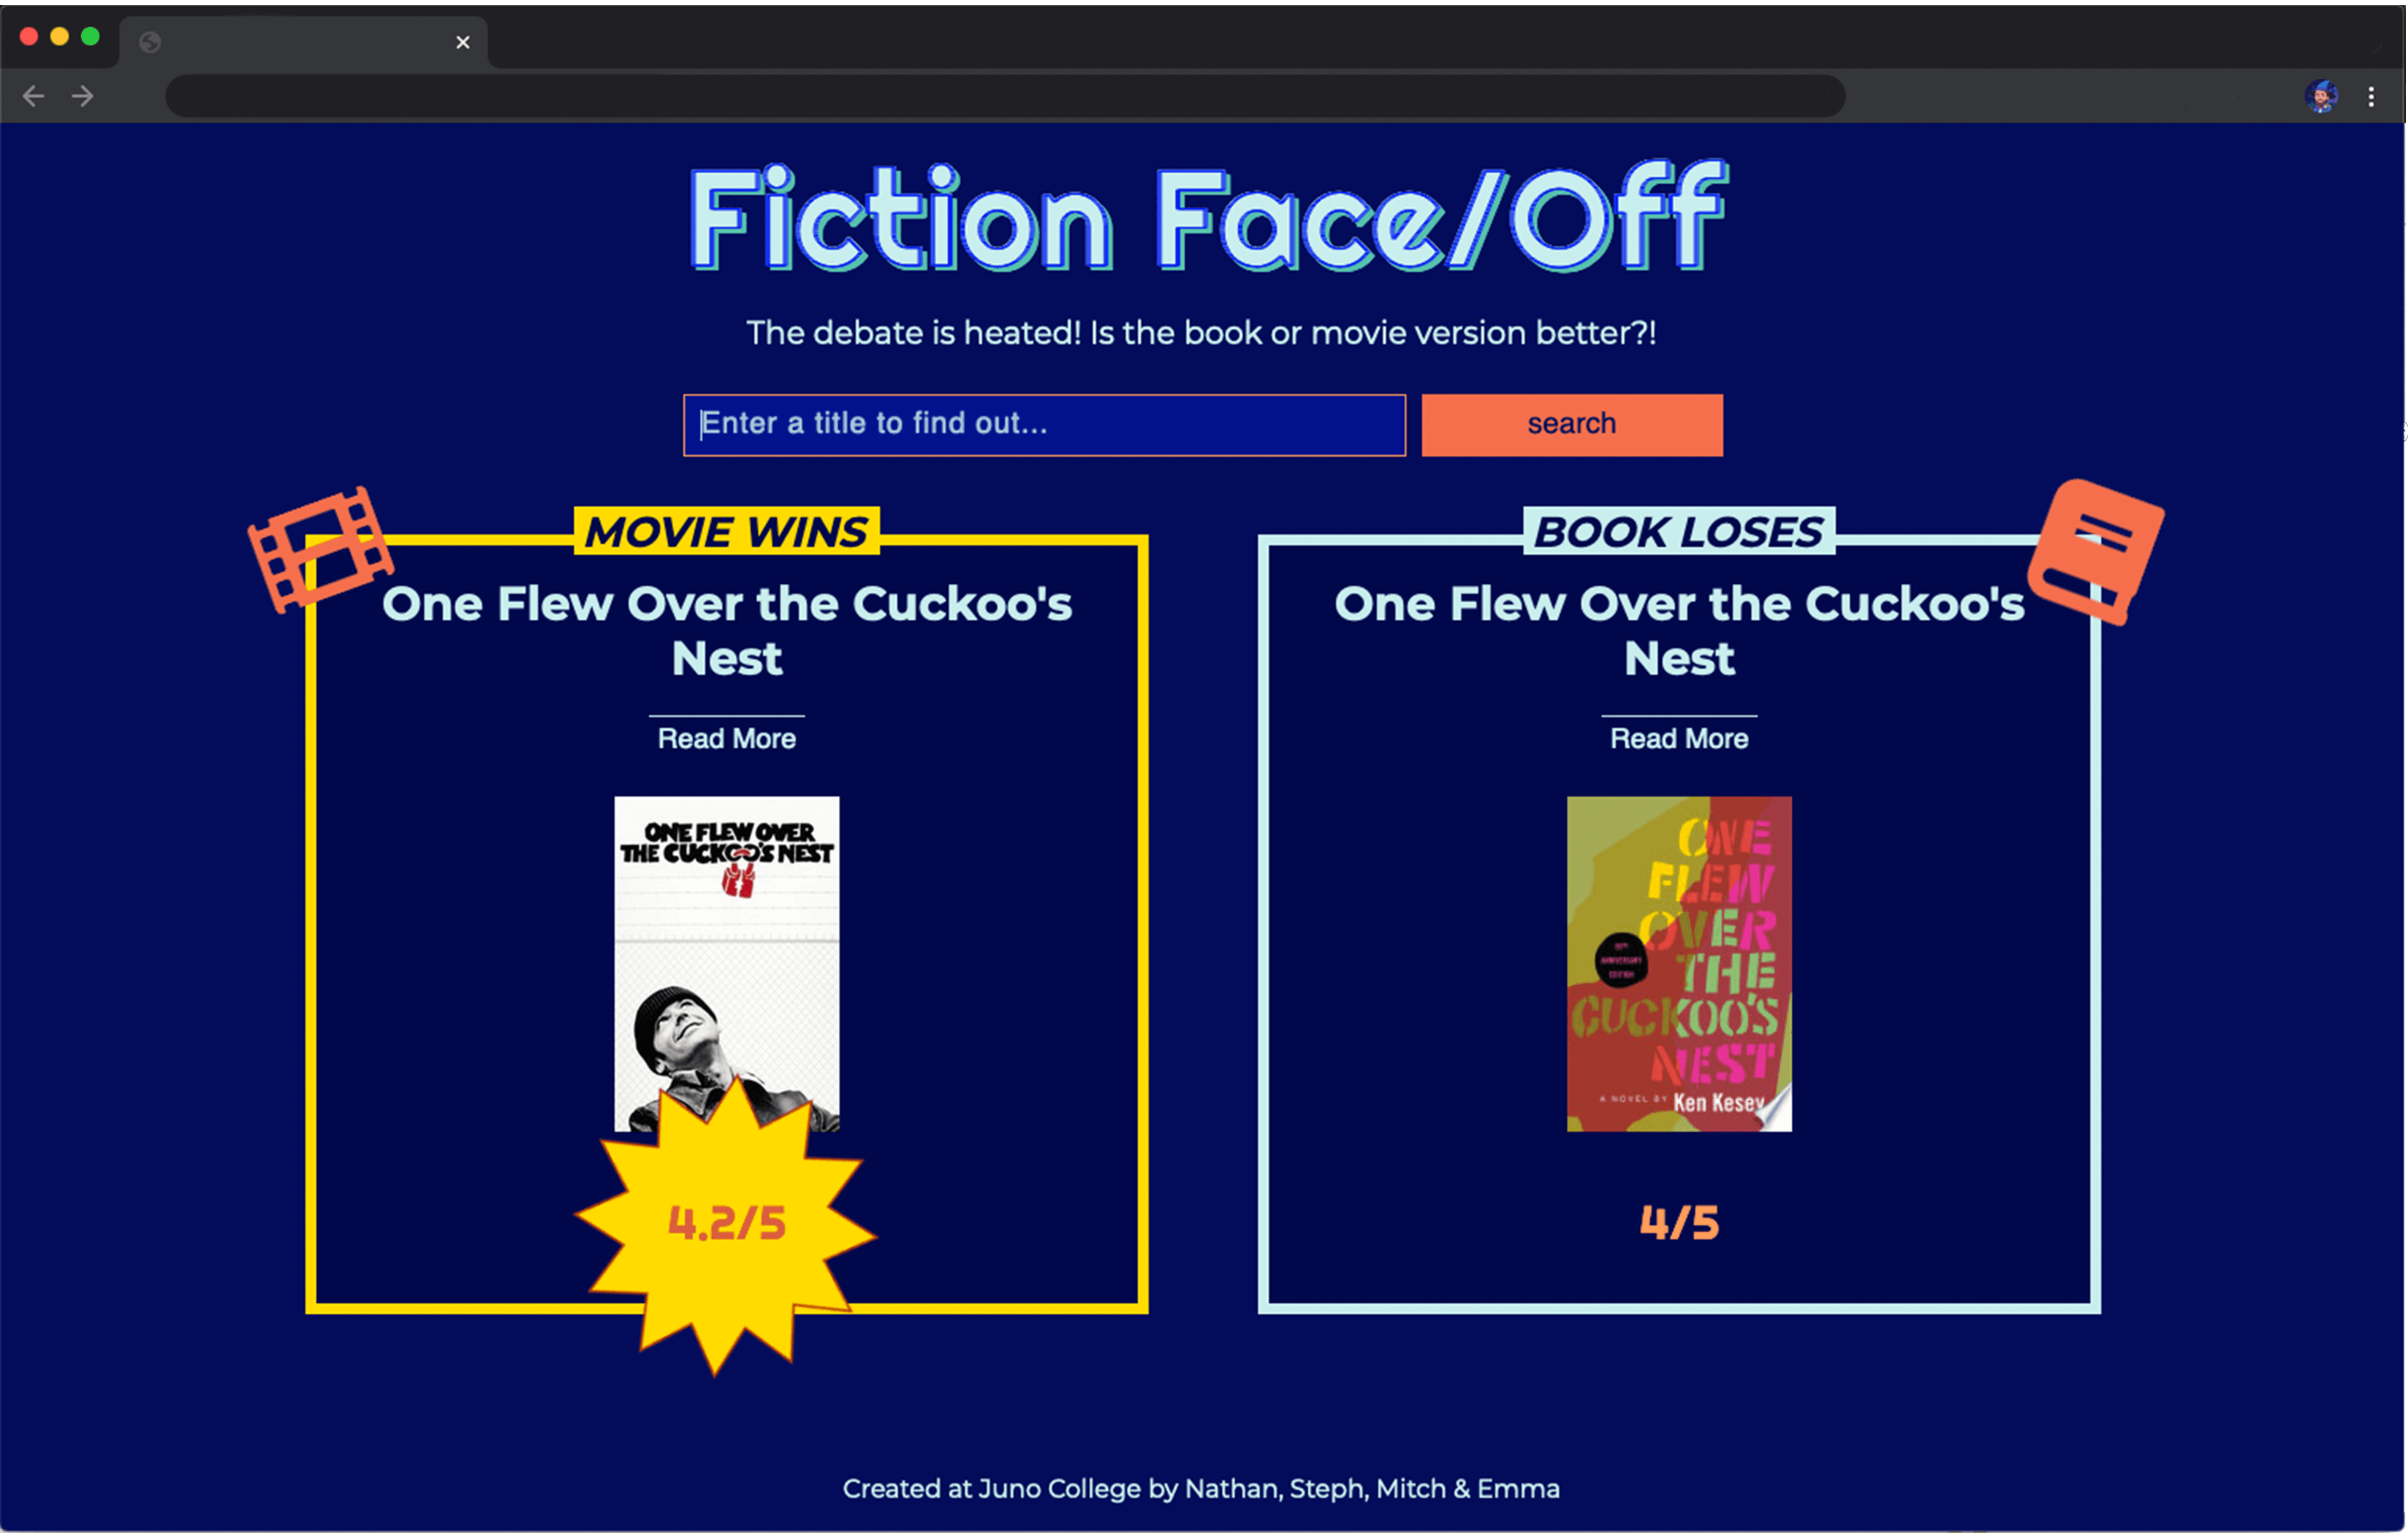 Fiction Face/Off
The debate is heated! Is the book or movie version better?!
Enter a title to find out...
search
MOVIE WINS
One Flew Over the Cuckoo's
Nest
Read More
ONE FLEW OVER
THE CUCKOO'S NEST
4.2/5
BOOK LOSES
One Flew Over the Cuckoo's
Nest
Read More
ONE
FLEW
OVER
THE
CUCKOO'S
NEST
50TH
ANNIVERSARY
EDITION
A NOVEL BY Ken Kesey
4/5
Created at Juno College by Nathan, Steph, Mitch & Emma